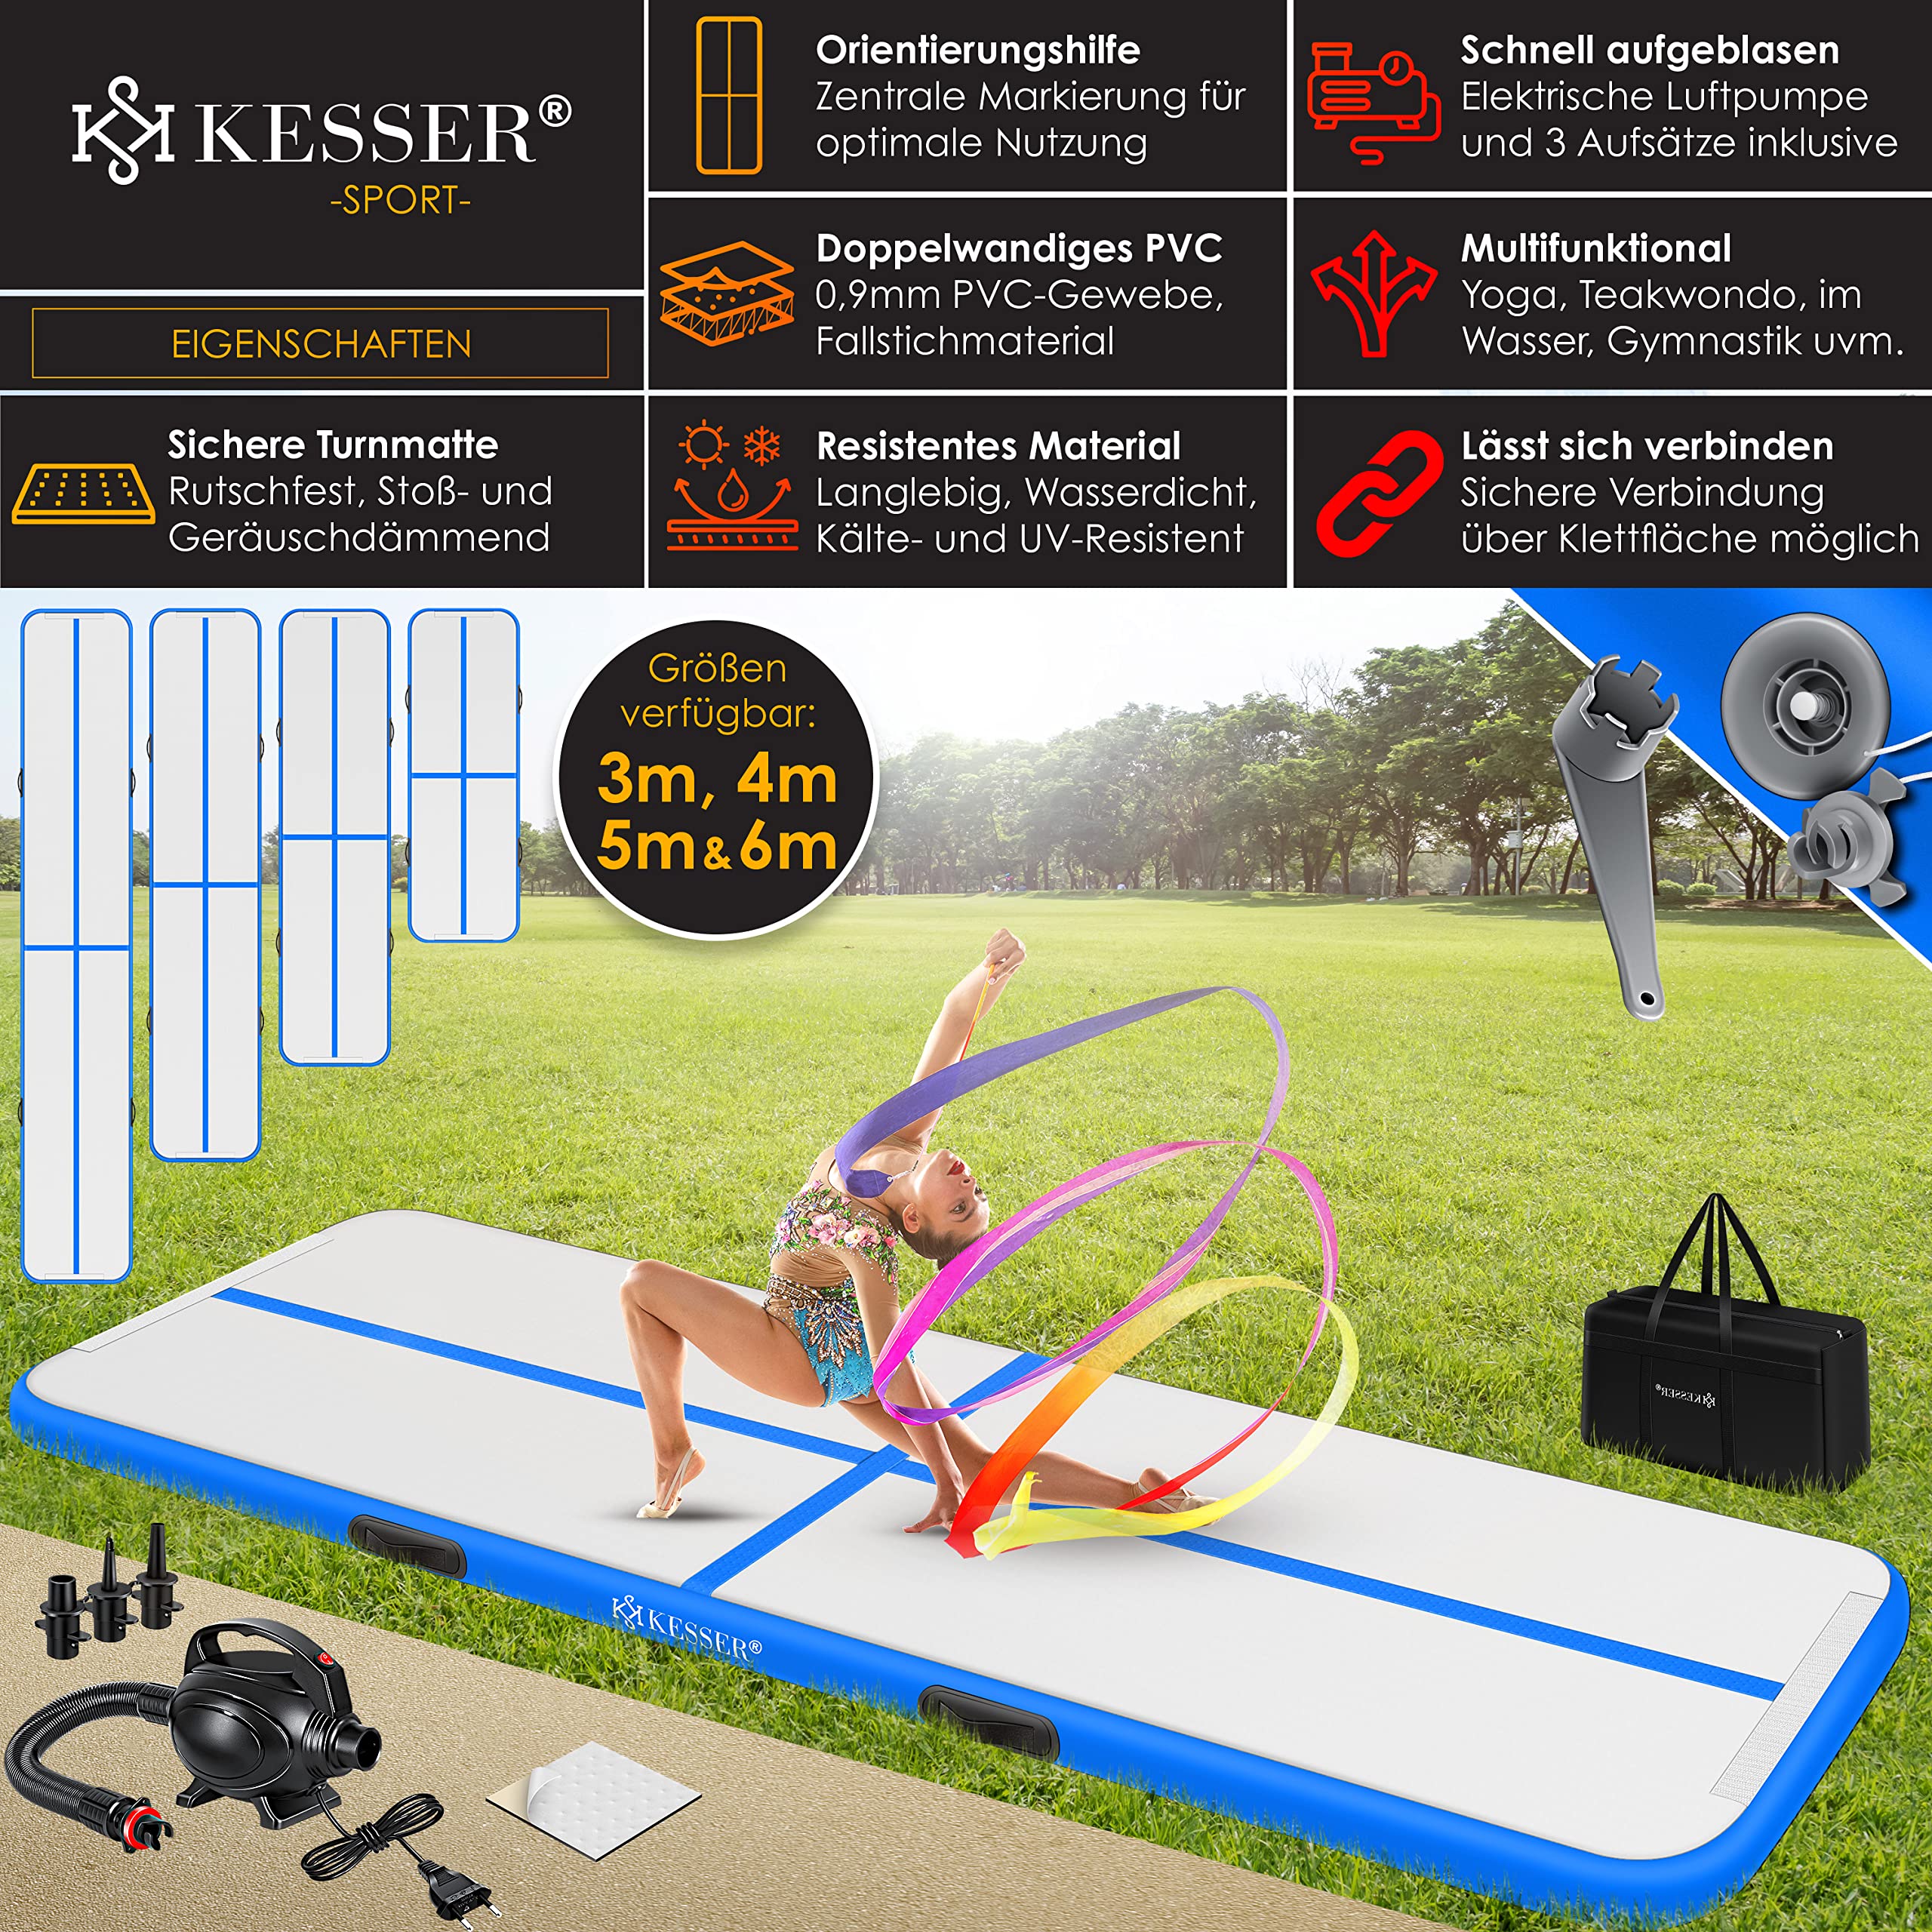 KESSER®
-SPORT-
EIGENSCHAFTEN
Sichere Turnmatte
Rutschfest, Stoß- und
Geräuschdämmend
Orientierungshilfe
Zentrale Markierung für
optimale Nutzung
Doppelwandiges PVC
0,9mm PVC-Gewebe,
Fallstichmaterial
Resistentes Material
Langlebig, Wasserdicht,
Kälte- und UV-Resistent
Schnell aufgeblasen
Elektrische Luftpumpe
und 3 Aufsätze inklusive
Multifunktional
Yoga, Teakwondo, im
Wasser, Gymnastik uvm.
Lässt sich verbinden
Sichere Verbindung
über Klettfläche möglich
Größen
verfügbar:
3m, 4m
5m & 6m
KESSER®
KESSER®